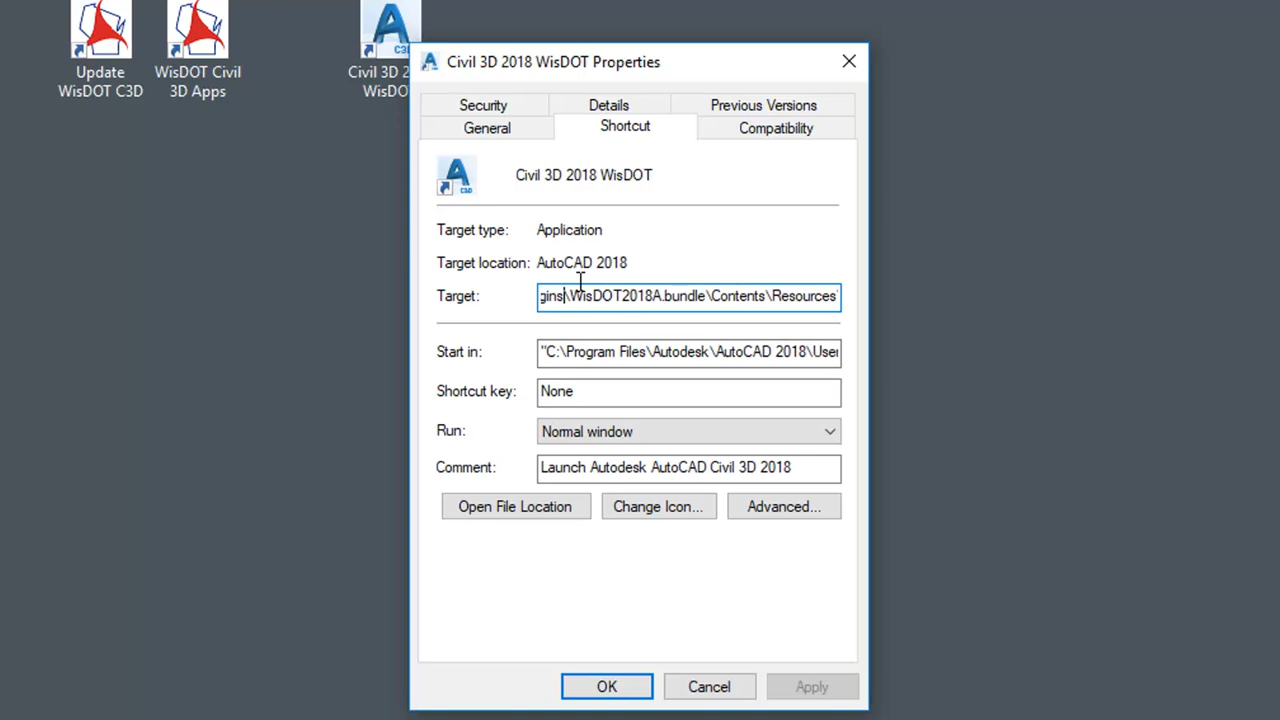 Update
WisDOT C3D
WisDOT Civil
3D Apps
C3D
Civil 3D 2
WisDO
Civil 3D 2018 WisDOT Properties
Security
Details
Previous Versions
General
Shortcut
Compatibility
Civil 3D 2018 WisDOT
Target type: Application
Target location: AutoCAD 2018
Target: gins\WisDOT2018A.bundle\Contents\Resources\
Start in: "C:\Program Files\Autodesk\AutoCAD 2018\User
Shortcut key: None
Run: Normal window
Comment: Launch Autodesk AutoCAD Civil 3D 2018
Open File Location
Change Icon...
Advanced...
OK
Cancel
Apply